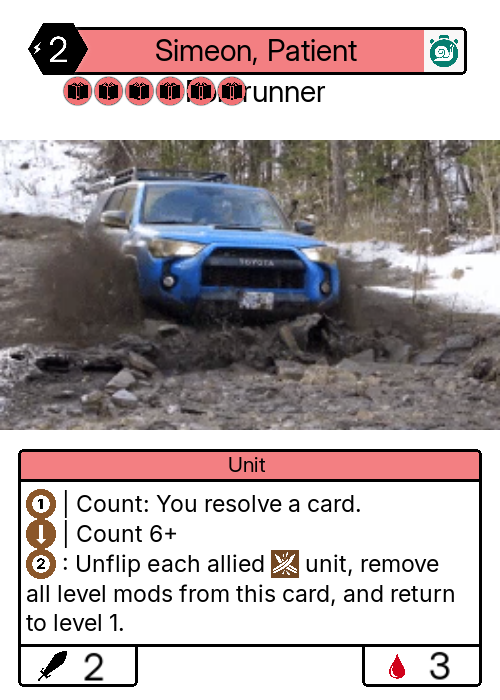 2
Simeon, Patient
runner
TOYOTA
Unit
1 | Count: You resolve a card.
| Count 6+
2 : Unflip each allied unit, remove
all level mods from this card, and return
to level 1.
2
3